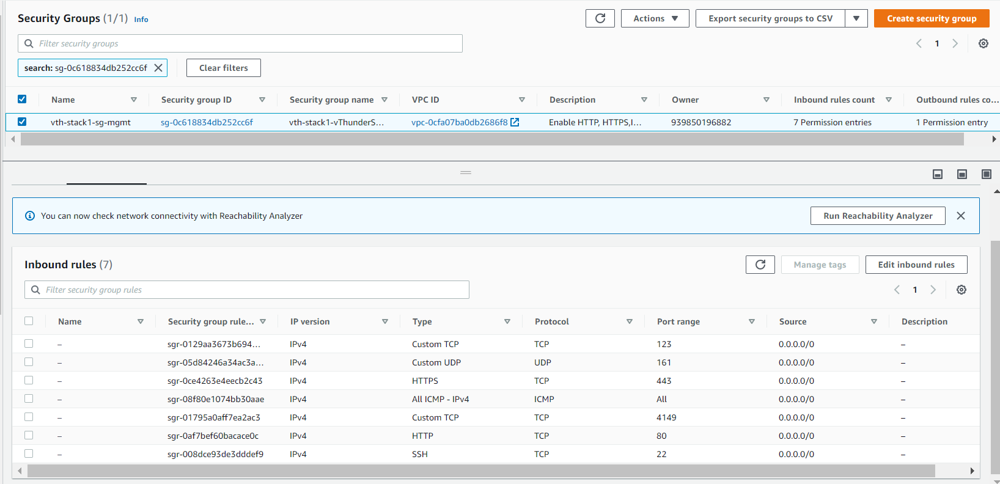 Security Groups (1/1) Info
Actions
Export security groups to CSV
Create security group
Filter security groups
1
search: sg-0c618834db252cc6f
Clear filters
Name Security group ID Security group name VPC ID Description Owner Inbound rules count Outbound rules co...
vth-stack1-sg-mgmt sg-0c618834db252cc6f vth-stack1-vThunderS... vpc-0cfa07ba0db2686f8 Enable HTTP, HTTPS,I... 939850196882 7 Permission entries 1 Permission entry
You can now check network connectivity with Reachability Analyzer
Run Reachability Analyzer
Inbound rules (7)
Manage tags
Edit inbound rules
Filter security group rules
1
Name Security group rule... IP version Type Protocol Port range Source Description
– sgr-0129aa3673b694... IPv4 Custom TCP TCP 123 0.0.0.0/0 –
– sgr-05d84246a34ac3a... IPv4 Custom UDP UDP 161 0.0.0.0/0 –
– sgr-0ce4263e4eecb2c43 IPv4 HTTPS TCP 443 0.0.0.0/0 –
– sgr-08f80e1074bb30aae IPv4 All ICMP - IPv4 ICMP All 0.0.0.0/0 –
– sgr-01795a0aff7ea2ac3 IPv4 Custom TCP TCP 4149 0.0.0.0/0 –
– sgr-0af7bef60bacace0c IPv4 HTTP TCP 80 0.0.0.0/0 –
– sgr-008dce93de3dddef9 IPv4 SSH TCP 22 0.0.0.0/0 –